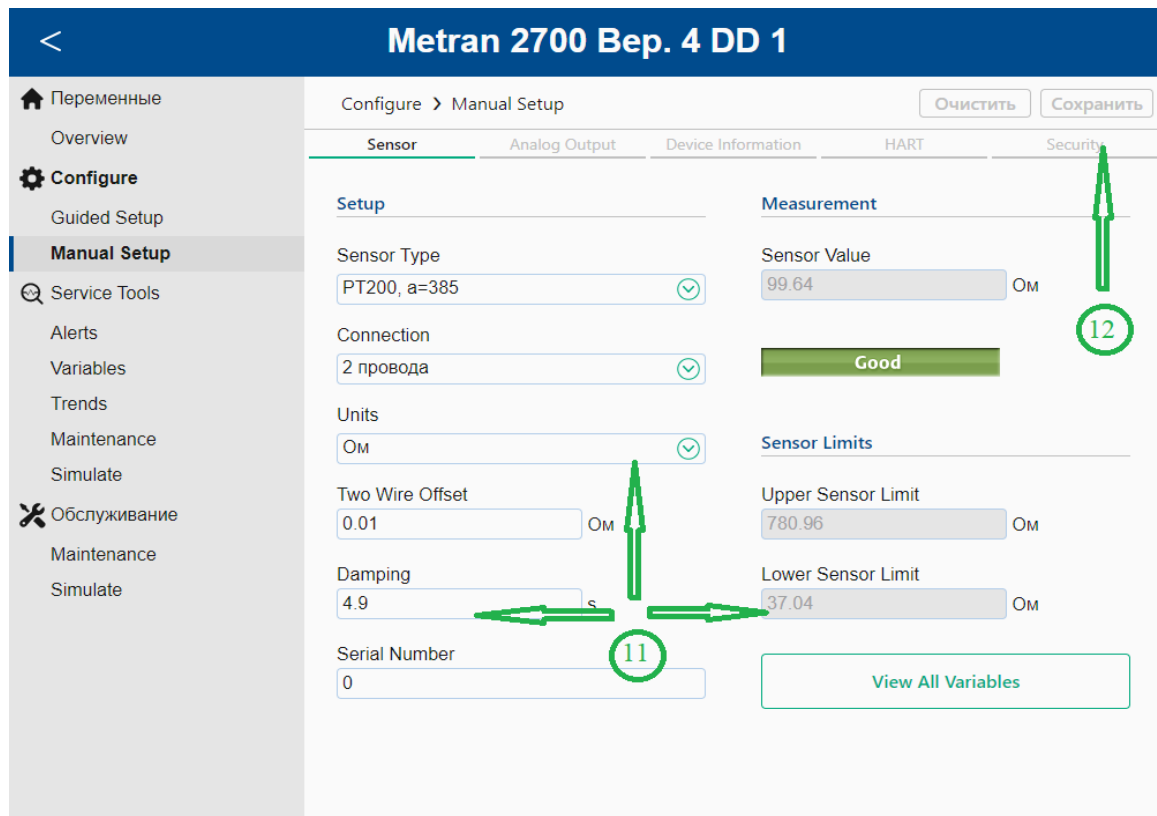 <
Metran 2700 Вер. 4 DD 1
Переменные
Overview
Configure
Guided Setup
Manual Setup
Service Tools
Alerts
Variables
Trends
Maintenance
Simulate
Обслуживание
Maintenance
Simulate
Configure > Manual Setup
Очистить Сохранить
Sensor Analog Output Device Information HART Security
Setup
Sensor Type
PT200, a=385
Connection
2 провода
Units
Ом
Two Wire Offset
0.01 Ом
Damping
4.9 s
Serial Number
0
11
Measurement
Sensor Value
99.64 Ом
12
Good
Sensor Limits
Upper Sensor Limit
780.96 Ом
Lower Sensor Limit
37.04 Ом
View All Variables